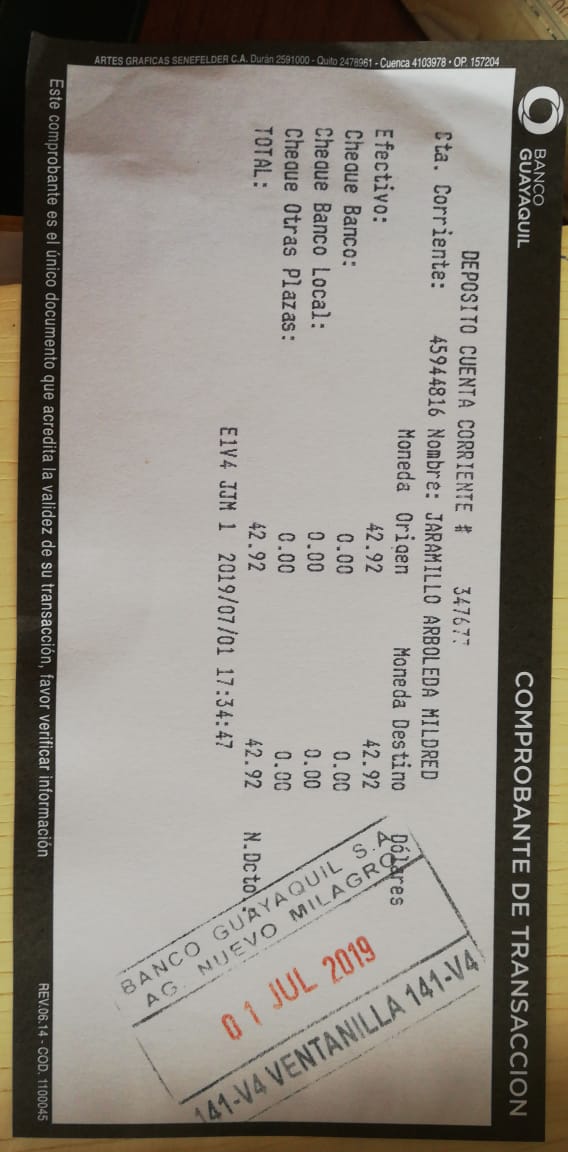 BANCO
GUAYAQUIL
COMPROBANTE DE TRANSACCION
DEPOSITO CUENTA CORRIENTE # 347677
Cta. Corriente: 45944816 Nombre: JARAMILLO ARBOLEDA MILDRED
Moneda Origen Moneda Destino Dólares
Efectivo: 42.92 42.92
Cheque Banco: 0.00 0.00
Cheque Banco Local: 0.00 0.00
Cheque Otras Plazas: 0.00 0.00
TOTAL: 42.92 42.92 N.Dcto.
E1V4 JJM 1 2019/07/01 17:34:47
BANCO GUAYAQUIL S.A
AG. NUEVO MILAGRO
01 JUL 2019
141-V4 VENTANILLA 141-V4
Este comprobante es el único documento que acredita la validez de su transacción, favor verificar información
REV.06.14 - COD. 1100045
ARTES GRAFICAS SENEFELDER C.A. Durán 2591000 - Quito 2478961 - Cuenca 4103978 • OP. 157204